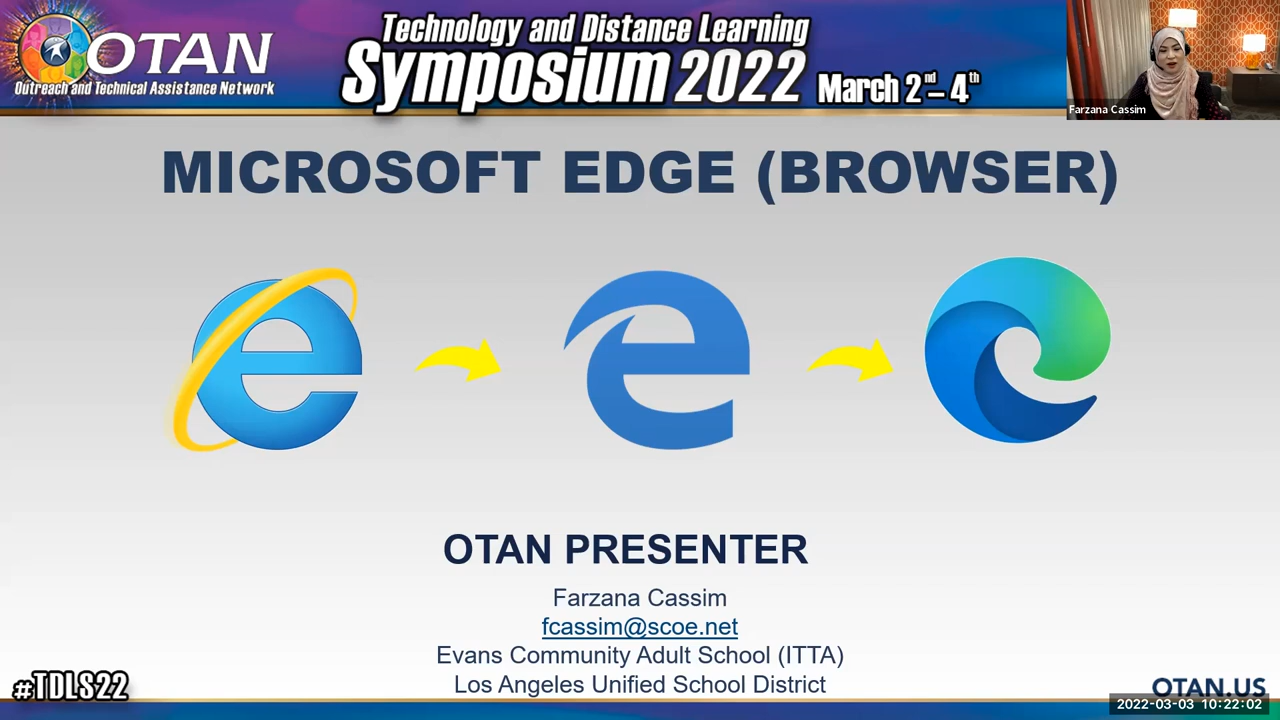 OTAN
Outreach and Technical Assistance Network
Technology and Distance Learning
Symposium 2022 March 2nd – 4th
Farzana Cassim
MICROSOFT EDGE (BROWSER)
OTAN PRESENTER
Farzana Cassim
fcassim@scoe.net
Evans Community Adult School (ITTA)
Los Angeles Unified School District
#TDLS22
OTAN.US
2022-03-03 10:22:02